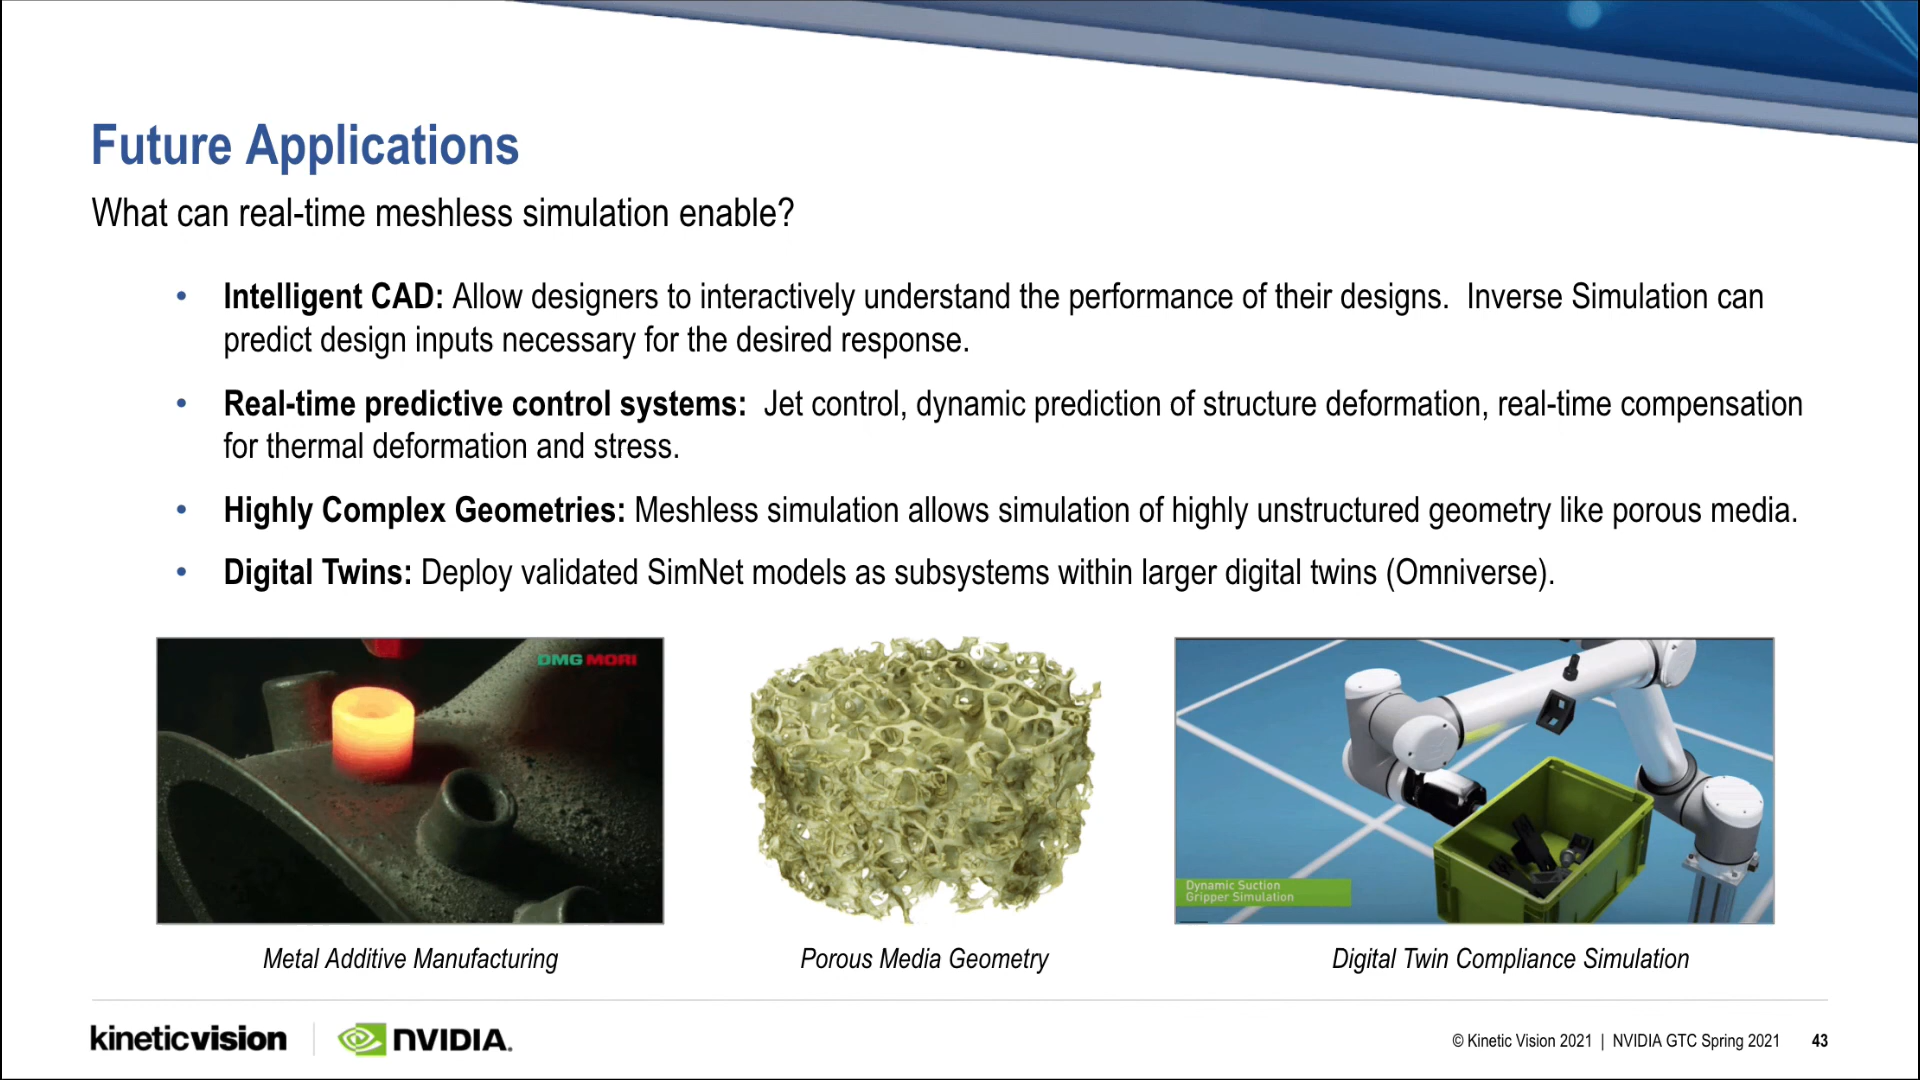 Future Applications
What can real-time meshless simulation enable?
• Intelligent CAD: Allow designers to interactively understand the performance of their designs.  Inverse Simulation can
predict design inputs necessary for the desired response.
• Real-time predictive control systems:  Jet control, dynamic prediction of structure deformation, real-time compensation
for thermal deformation and stress.
• Highly Complex Geometries: Meshless simulation allows simulation of highly unstructured geometry like porous media.
• Digital Twins: Deploy validated SimNet models as subsystems within larger digital twins (Omniverse).
DMG MORI
Dynamic Suction
Gripper Simulation
Metal Additive Manufacturing
Porous Media Geometry
Digital Twin Compliance Simulation
kineticvision
NVIDIA.
© Kinetic Vision 2021 | NVIDIA GTC Spring 2021 43